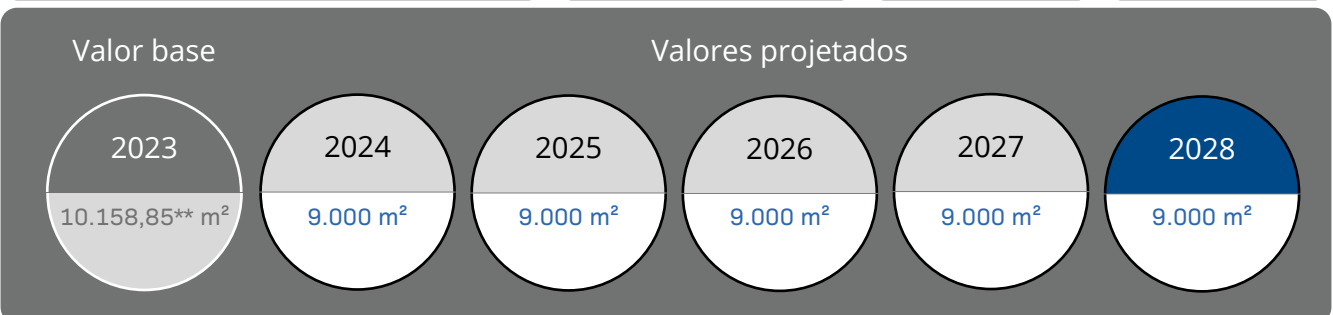 Valor base
Valores projetados
2023
2024
2025
2026
2027
2028
10.158,85** m²
9.000 m²
9.000 m²
9.000 m²
9.000 m²
9.000 m²